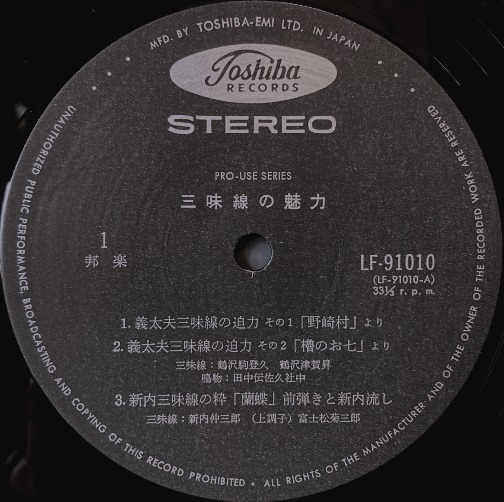 MFD. BY TOSHIBA-EMI LTD. IN JAPAN
Toshiba
RECORDS
STEREO
PRO-USE SERIES
三味線の魅力
1
邦楽
LF-91010
(LF-91010-A)
33⅓ r. p. m.
1. 義太夫三味線の迫力 その1「野崎村」より
2. 義太夫三味線の迫力 その2「櫓のお七」より
三味線：鶴沢駒登久 鶴沢津賀昇
鳴物：田中伝佐久社中
3. 新内三味線の粋「蘭蝶」前弾きと新内流し
三味線：新内仲三郎 （上調子）富士松菊三郎
UNAUTHORIZED PUBLIC PERFORMANCE, BROADCASTING AND COPYING OF THIS RECORD PROHIBITED • ALL RIGHTS OF THE MANUFACTURER AND OF THE OWNER OF THE RECORDED WORK ARE RESERVED